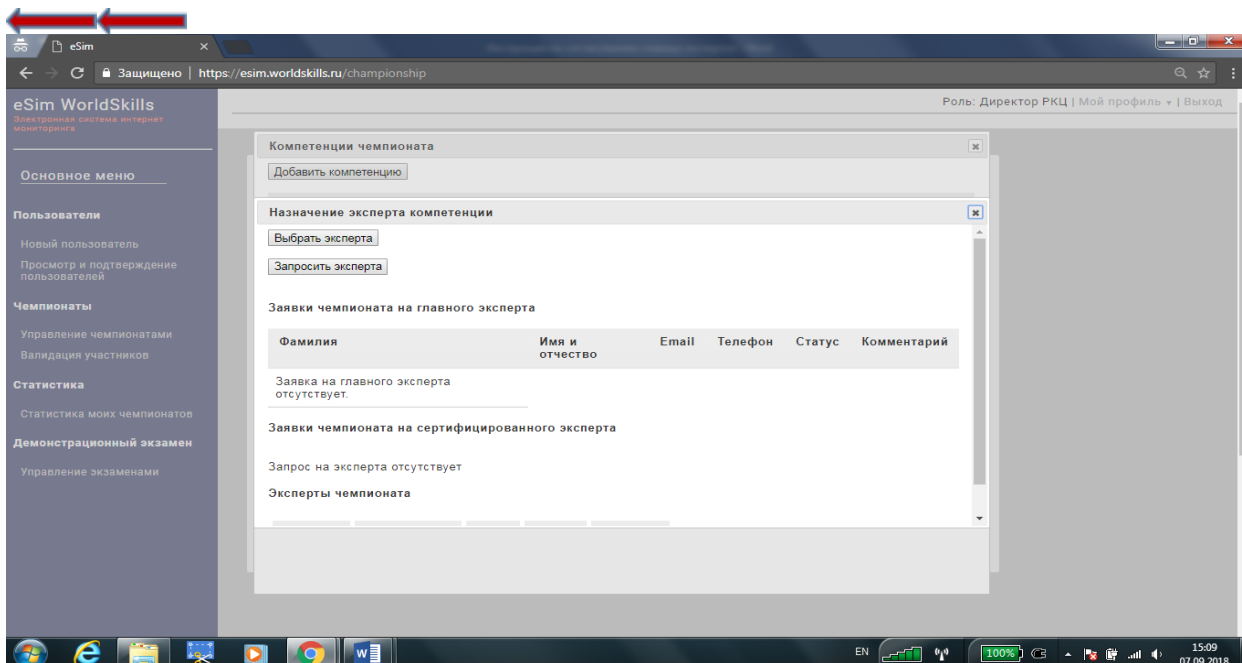 eSim
Защищено | https://esim.worldskills.ru/championship
eSim WorldSkills
Электронная система интернет
мониторинга
Роль: Директор РКЦ | Мой профиль | Выход
Основное меню
Пользователи
Новый пользователь
Просмотр и подтверждение
пользователей
Чемпионаты
Управление чемпионатами
Валидация участников
Статистика
Статистика моих чемпионатов
Демонстрационный экзамен
Управление экзаменами
Компетенции чемпионата
Добавить компетенцию
Назначение эксперта компетенции
Выбрать эксперта
Запросить эксперта
Заявки чемпионата на главного эксперта
Фамилия Имя и Email Телефон Статус Комментарий
отчество
Заявка на главного эксперта
отсутствует.
Заявки чемпионата на сертифицированного эксперта
Запрос на эксперта отсутствует
Эксперты чемпионата
EN 100% 15:09
07.09.2018